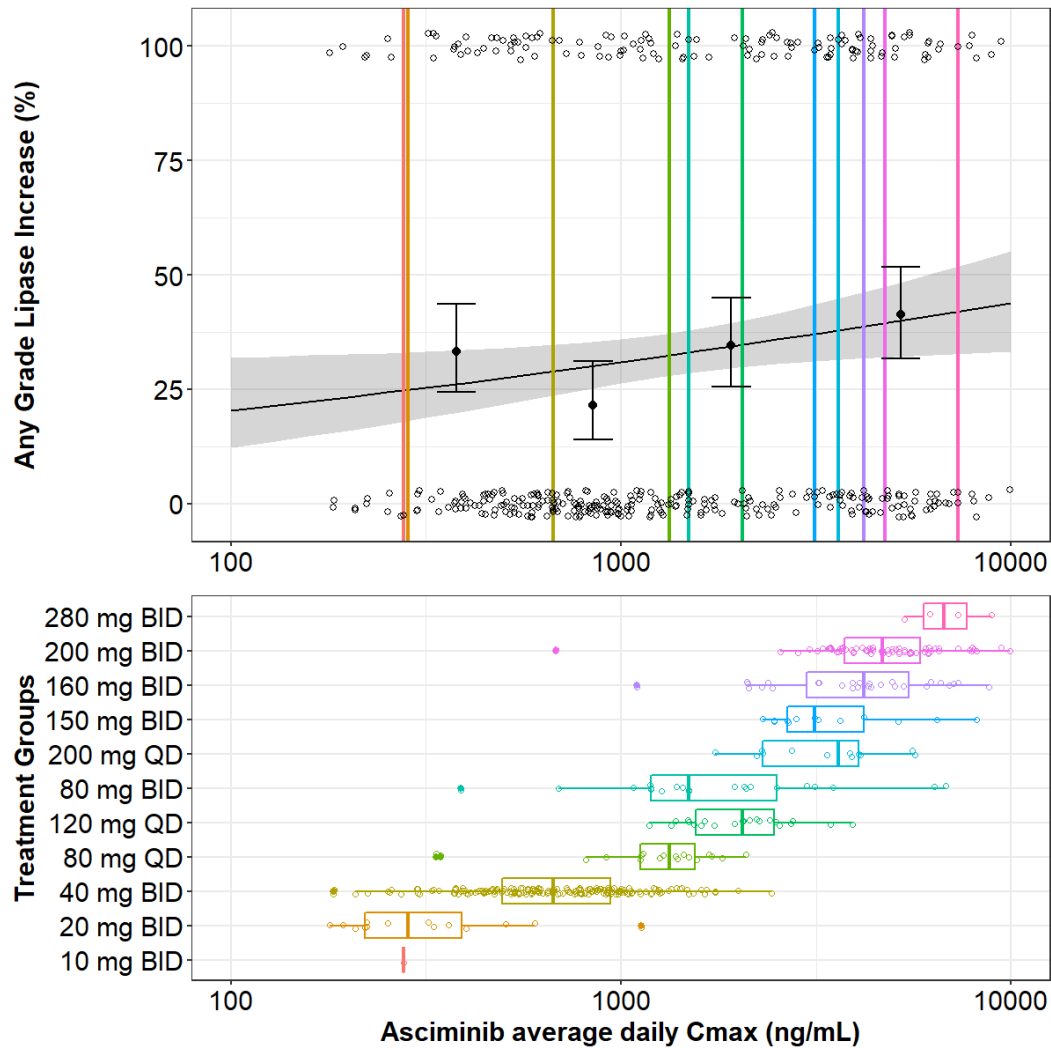 Any Grade Lipase Increase (%)
100
75
50
25
0
100 1000 10000
Treatment Groups
280 mg BID
200 mg BID
160 mg BID
150 mg BID
200 mg QD
80 mg BID
120 mg QD
80 mg QD
40 mg BID
20 mg BID
10 mg BID
100 1000 10000
Asciminib average daily Cmax (ng/mL)